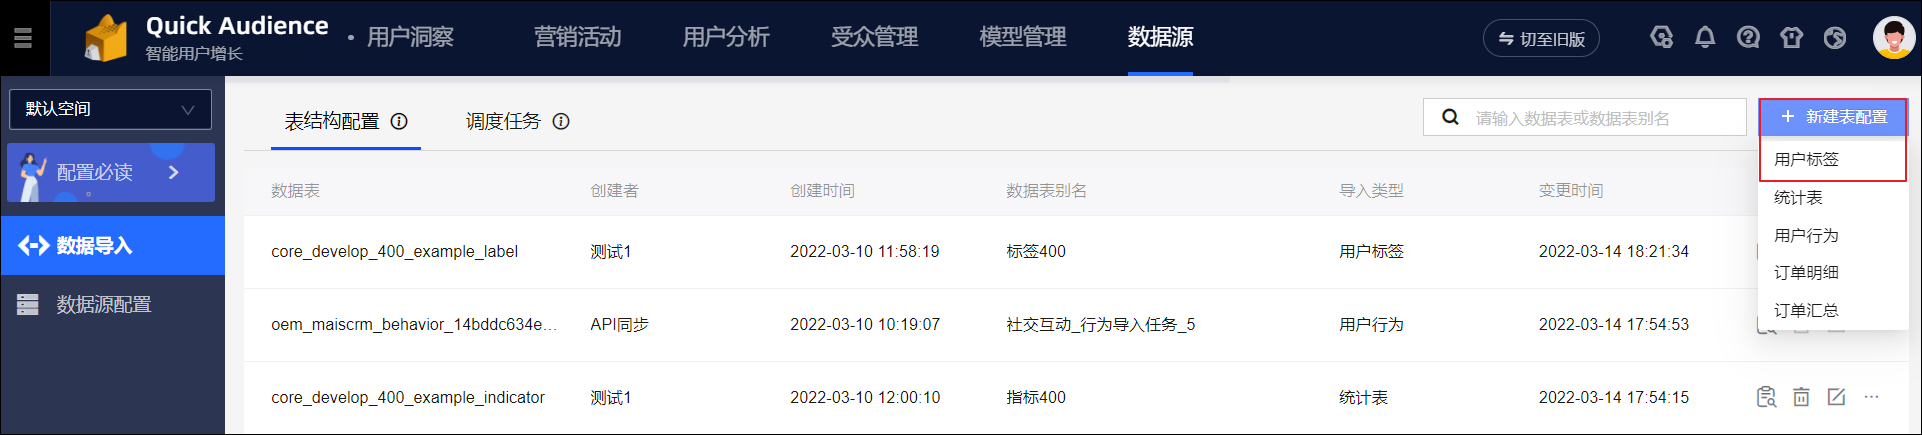 Quick Audience
智能用户增长
• 用户洞察 营销活动 用户分析 受众管理 模型管理 数据源 切至旧版
默认空间
配置必读
数据导入
数据源配置
表结构配置 调度任务
请输入数据表或数据表别名
+ 新建表配置
用户标签
统计表
用户行为
订单明细
订单汇总
数据表 创建者 创建时间 数据表别名 导入类型 变更时间
core_develop_400_example_label 测试1 2022-03-10 11:58:19 标签400 用户标签 2022-03-14 18:21:34
oem_maiscrm_behavior_14bddc634e... API同步 2022-03-10 10:19:07 社交互动_行为导入任务_5 用户行为 2022-03-14 17:54:53
core_develop_400_example_indicator 测试1 2022-03-10 12:00:10 指标400 统计表 2022-03-14 17:54:15 ...